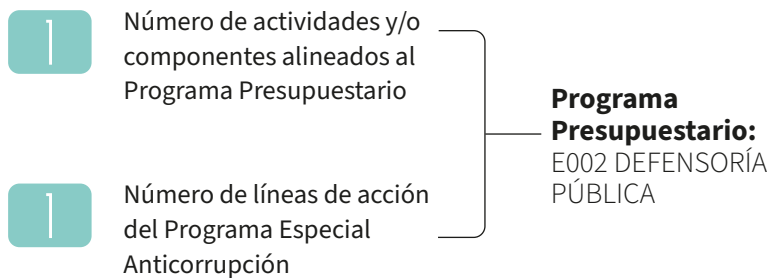 1
Número de actividades y/o
componentes alineados al
Programa Presupuestario
1
Número de líneas de acción
del Programa Especial
Anticorrupción
Programa
Presupuestario:
E002 DEFENSORÍA
PÚBLICA